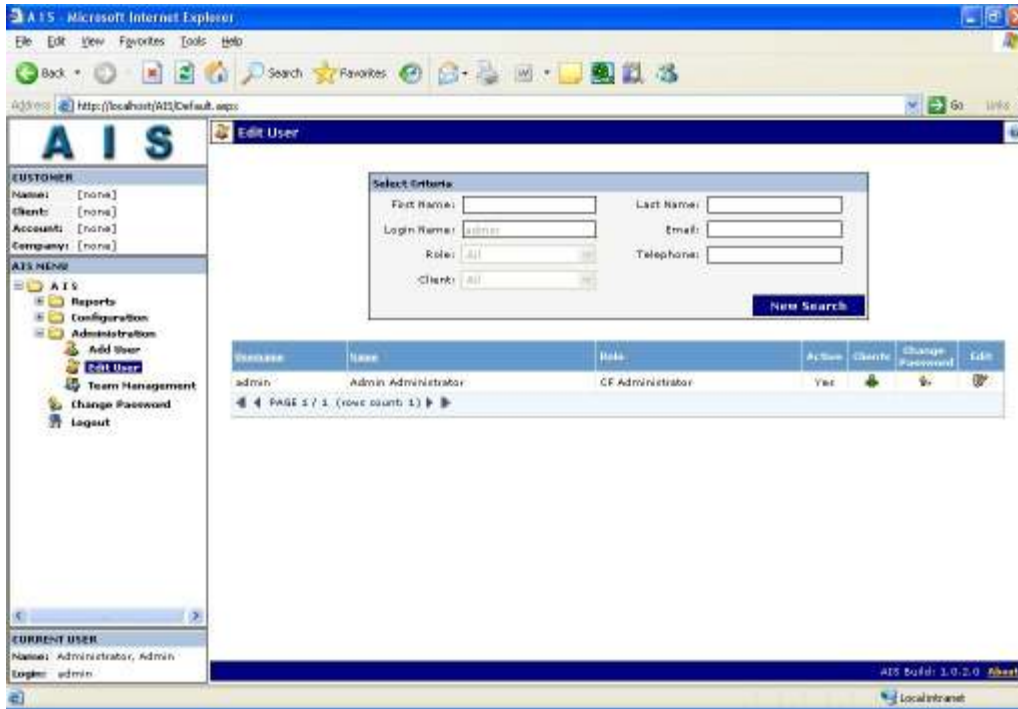 A I S - Microsoft Internet Explorer
File Edit View Favorites Tools Help
Back Search Favorites
Address http://localhost/AIS/Default.aspx Go Links
A I S
Edit User
CUSTOMER
Name: [none]
Client: [none]
Account: [none]
Company: [none]
AIS MENU
A I S
Reports
Configuration
Administration
Add User
Edit User
Team Management
Change Password
Logout
Select Criteria
First Name: Last Name:
Login Name: admin Email:
Role: All Telephone:
Client: All
New Search
Username Name Role Active Clients Change Password Edit
admin Admin Administrator CF Administrator Yes
PAGE 1 / 1 (rows count: 1)
CURRENT USER
Name: Administrator, Admin
Login: admin
AIS Build: 1.0.2.0 About
Local intranet